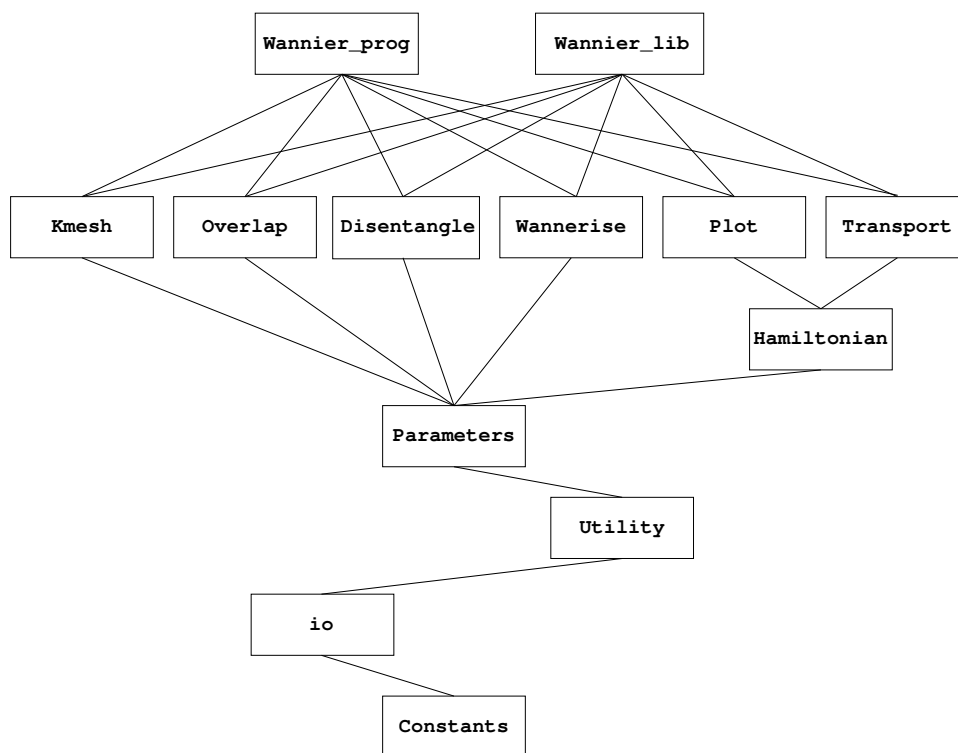 Wannier_prog
Wannier_lib
Kmesh
Overlap
Disentangle
Wannerise
Plot
Transport
Hamiltonian
Parameters
Utility
io
Constants